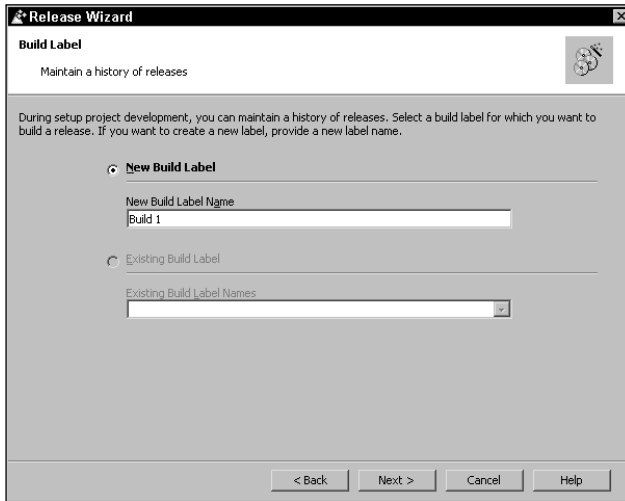 Release Wizard
Build Label
Maintain a history of releases
During setup project development, you can maintain a history of releases. Select a build label for which you want to
build a release. If you want to create a new label, provide a new label name.
New Build Label
New Build Label Name
Build 1
Existing Build Label
Existing Build Label Names
< Back
Next >
Cancel
Help